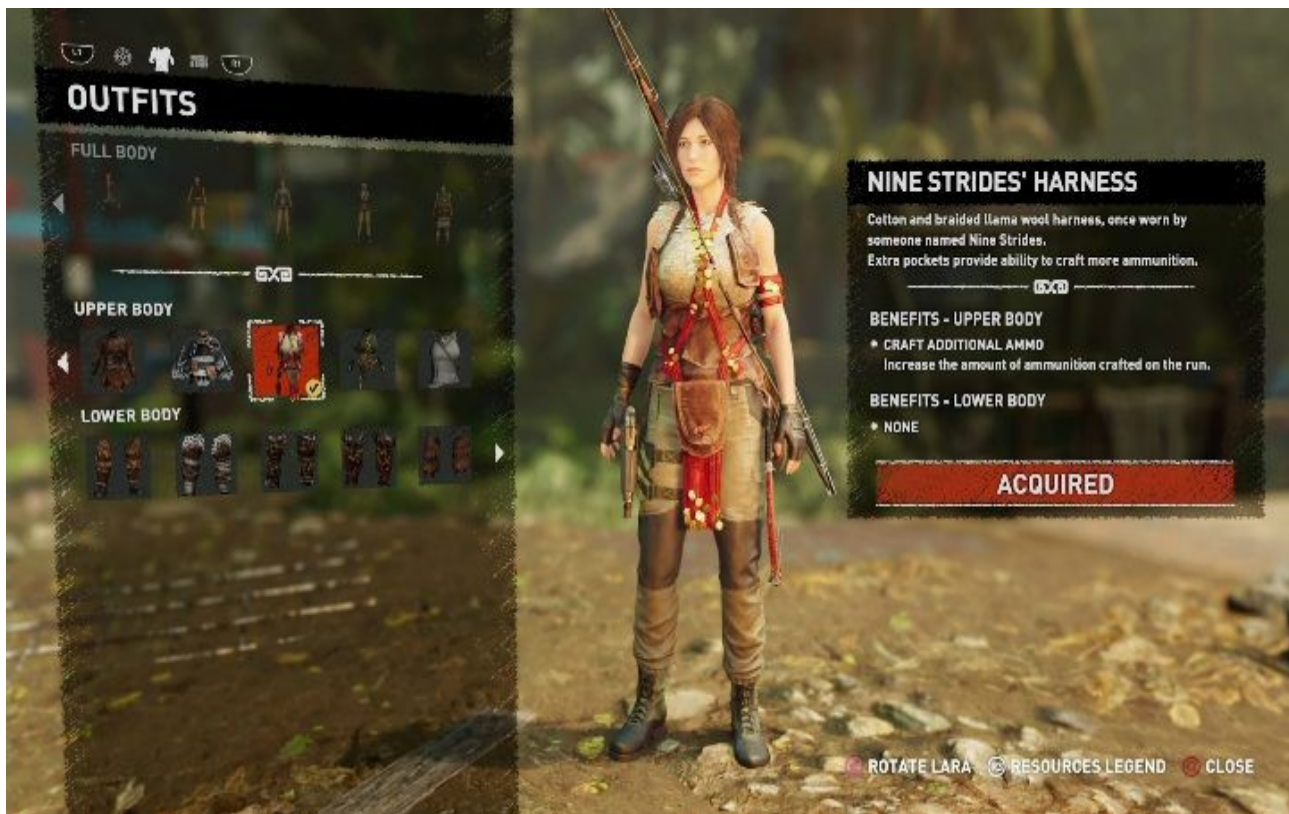 L1
R1
OUTFITS
FULL BODY
UPPER BODY
LOWER BODY
NINE STRIDES' HARNESS
Cotton and braided llama wool harness, once worn by
someone named Nine Strides.
Extra pockets provide ability to craft more ammunition.
BENEFITS - UPPER BODY
• CRAFT ADDITIONAL AMMO
Increase the amount of ammunition crafted on the run.
BENEFITS - LOWER BODY
• NONE
ACQUIRED
ROTATE LARA RESOURCES LEGEND CLOSE